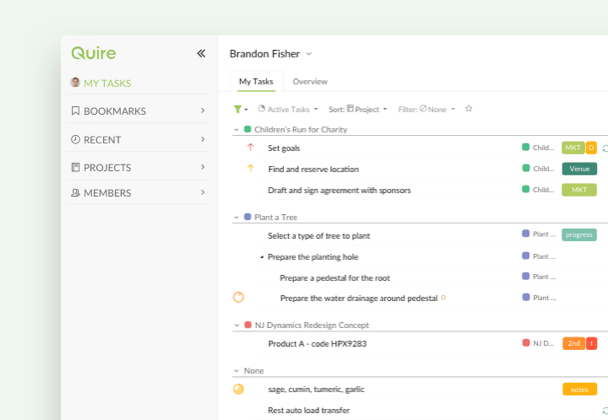 Quire
«
Brandon Fisher
MY TASKS
My Tasks Overview
BOOKMARKS
Active Tasks Sort: Project Filter: None
RECENT
PROJECTS
MEMBERS
Children's Run for Charity
Set goals Child... MKT O
Find and reserve location Child... Venue
Draft and sign agreement with sponsors Child... MKT
Plant a Tree
Select a type of tree to plant Plant ... progress
Prepare the planting hole Plant ...
Prepare a pedestal for the root Plant ...
Prepare the water drainage around pedestal Plant ...
NJ Dynamics Redesign Concept
Product A - code HPX9283 NJ D... 2nd t
None
sage, cumin, tumeric, garlic notes
Rest auto load transfer